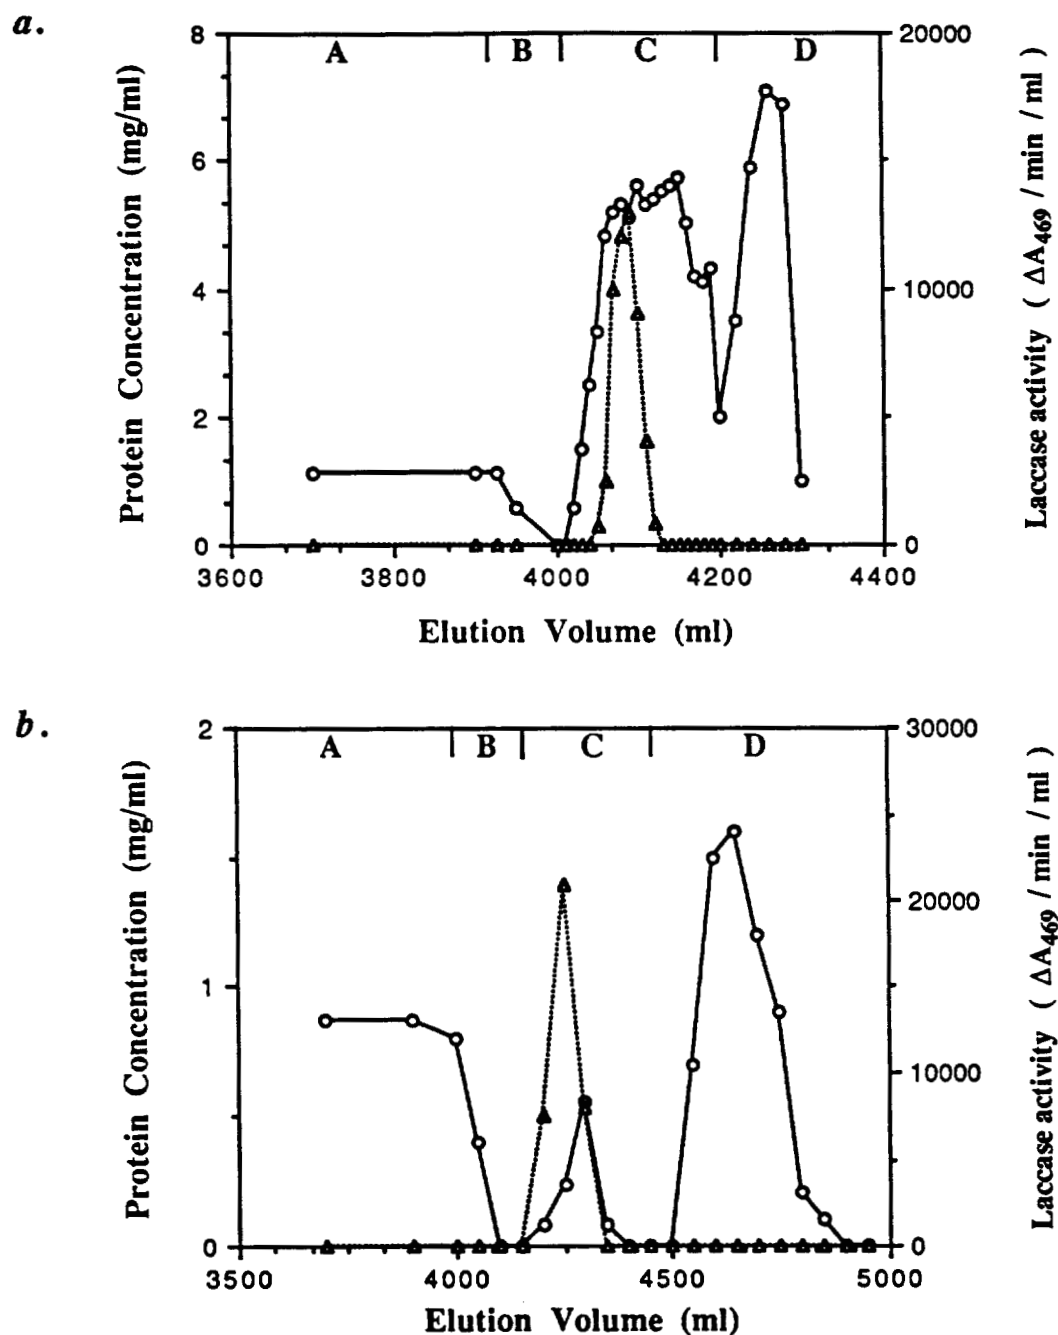 a.
Protein Concentration (mg/ml)
8
6
4
2
0
A | B | C | D
20000
10000
0
Laccase activity ( ΔA469 / min / ml )
3600 3800 4000 4200 4400
Elution Volume (ml)
b.
Protein Concentration (mg/ml)
2
1
0
A | B | C | D
30000
20000
10000
0
Laccase activity ( ΔA469 / min / ml )
3500 4000 4500 5000
Elution Volume (ml)